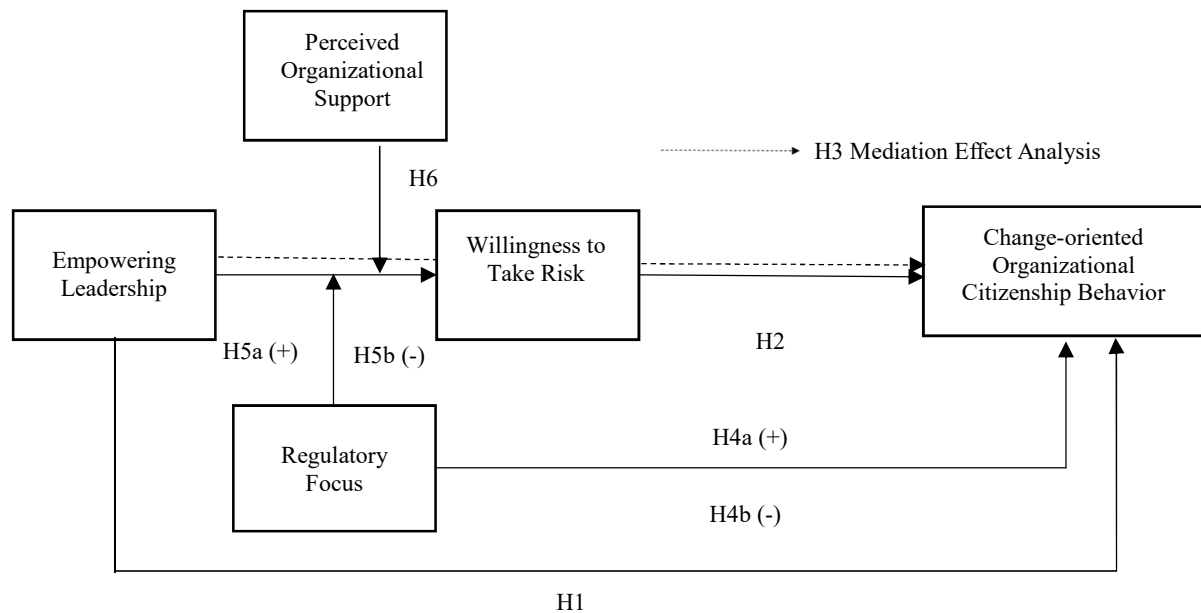 Perceived
Organizational
Support
H3 Mediation Effect Analysis
H6
Empowering
Leadership
Willingness to
Take Risk
Change-oriented
Organizational
Citizenship Behavior
H5a (+)
H5b (-)
H2
Regulatory
Focus
H4a (+)
H4b (-)
H1